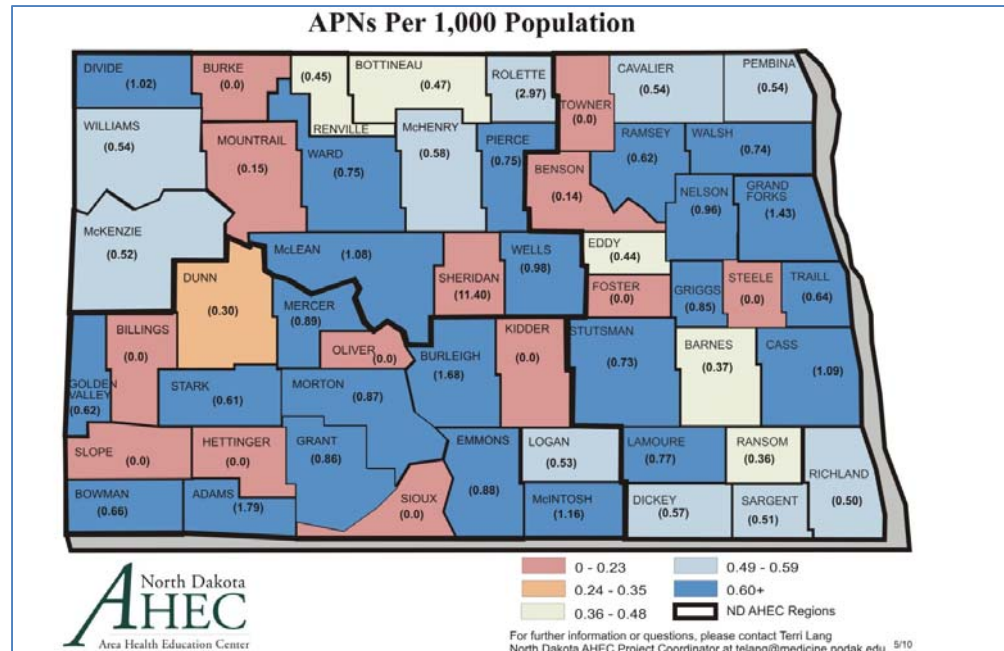 APNs Per 1,000 Population
DIVIDE
(1.02)
BURKE
(0.0)
(0.45)
RENVILLE
BOTTINEAU
(0.47)
ROLETTE
(2.97)
TOWNER
(0.0)
CAVALIER
(0.54)
PEMBINA
(0.54)
WILLIAMS
(0.54)
MOUNTRAIL
(0.15)
WARD
(0.75)
McHENRY
(0.58)
PIERCE
(0.75)
BENSON
(0.14)
RAMSEY
(0.62)
WALSH
(0.74)
NELSON
(0.96)
GRAND
FORKS
(1.43)
McKENZIE
(0.52)
DUNN
(0.30)
McLEAN
(1.08)
MERCER
(0.89)
SHERIDAN
(11.40)
WELLS
(0.98)
EDDY
(0.44)
FOSTER
(0.0)
GRIGGS
(0.85)
STEELE
(0.0)
TRAILL
(0.64)
GOLDEN
VALLEY
(0.62)
BILLINGS
(0.0)
STARK
(0.61)
OLIVER
(0.0)
MORTON
(0.87)
BURLEIGH
(1.68)
KIDDER
(0.0)
STUTSMAN
(0.73)
BARNES
(0.37)
CASS
(1.09)
SLOPE
(0.0)
HETTINGER
(0.0)
GRANT
(0.86)
EMMONS
(0.88)
LOGAN
(0.53)
LAMOURE
(0.77)
RANSOM
(0.36)
RICHLAND
(0.50)
BOWMAN
(0.66)
ADAMS
(1.79)
SIOUX
(0.0)
McINTOSH
(1.16)
DICKEY
(0.57)
SARGENT
(0.51)
0 - 0.23
0.24 - 0.35
0.36 - 0.48
0.49 - 0.59
0.60+
ND AHEC Regions
North Dakota
AHEC
Area Health Education Center
For further information or questions, please contact Terri Lang
North Dakota AHEC Project Coordinator at telang@medicine.nodak.edu
5/10